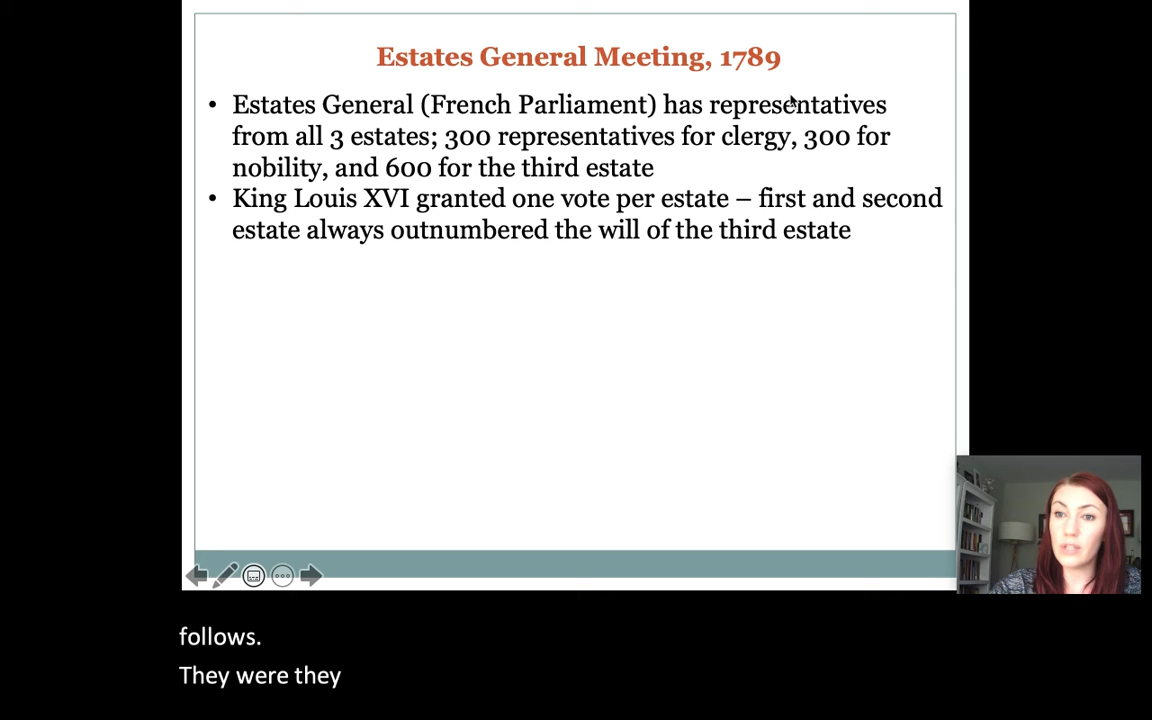 Estates General Meeting, 1789
• Estates General (French Parliament) has representatives
from all 3 estates; 300 representatives for clergy, 300 for
nobility, and 600 for the third estate
• King Louis XVI granted one vote per estate – first and second
estate always outnumbered the will of the third estate
follows.
They were they